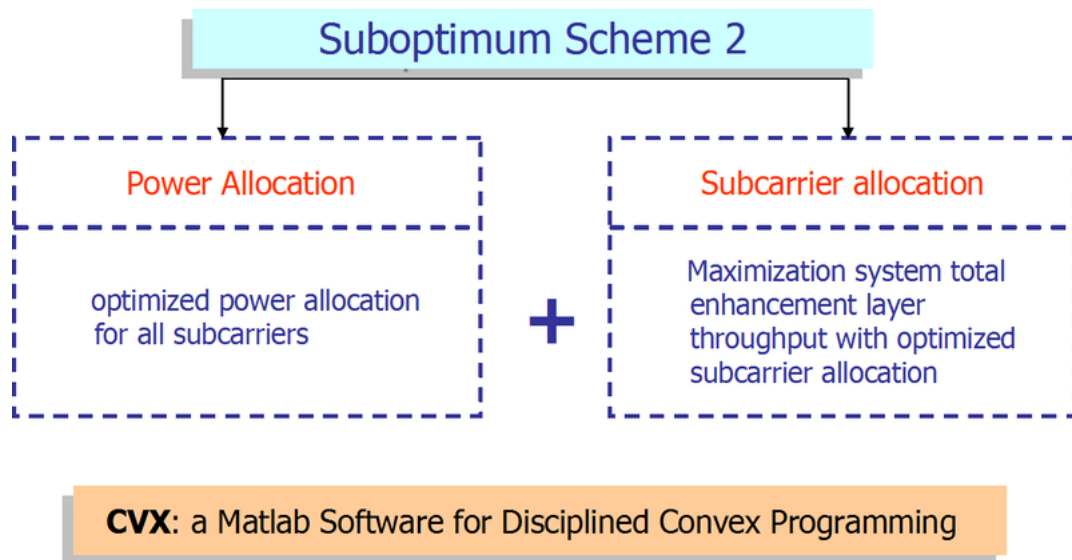 Suboptimum Scheme 2
Power Allocation
optimized power allocation
for all subcarriers
+
Subcarrier allocation
Maximization system total
enhancement layer
throughput with optimized
subcarrier allocation
CVX: a Matlab Software for Disciplined Convex Programming